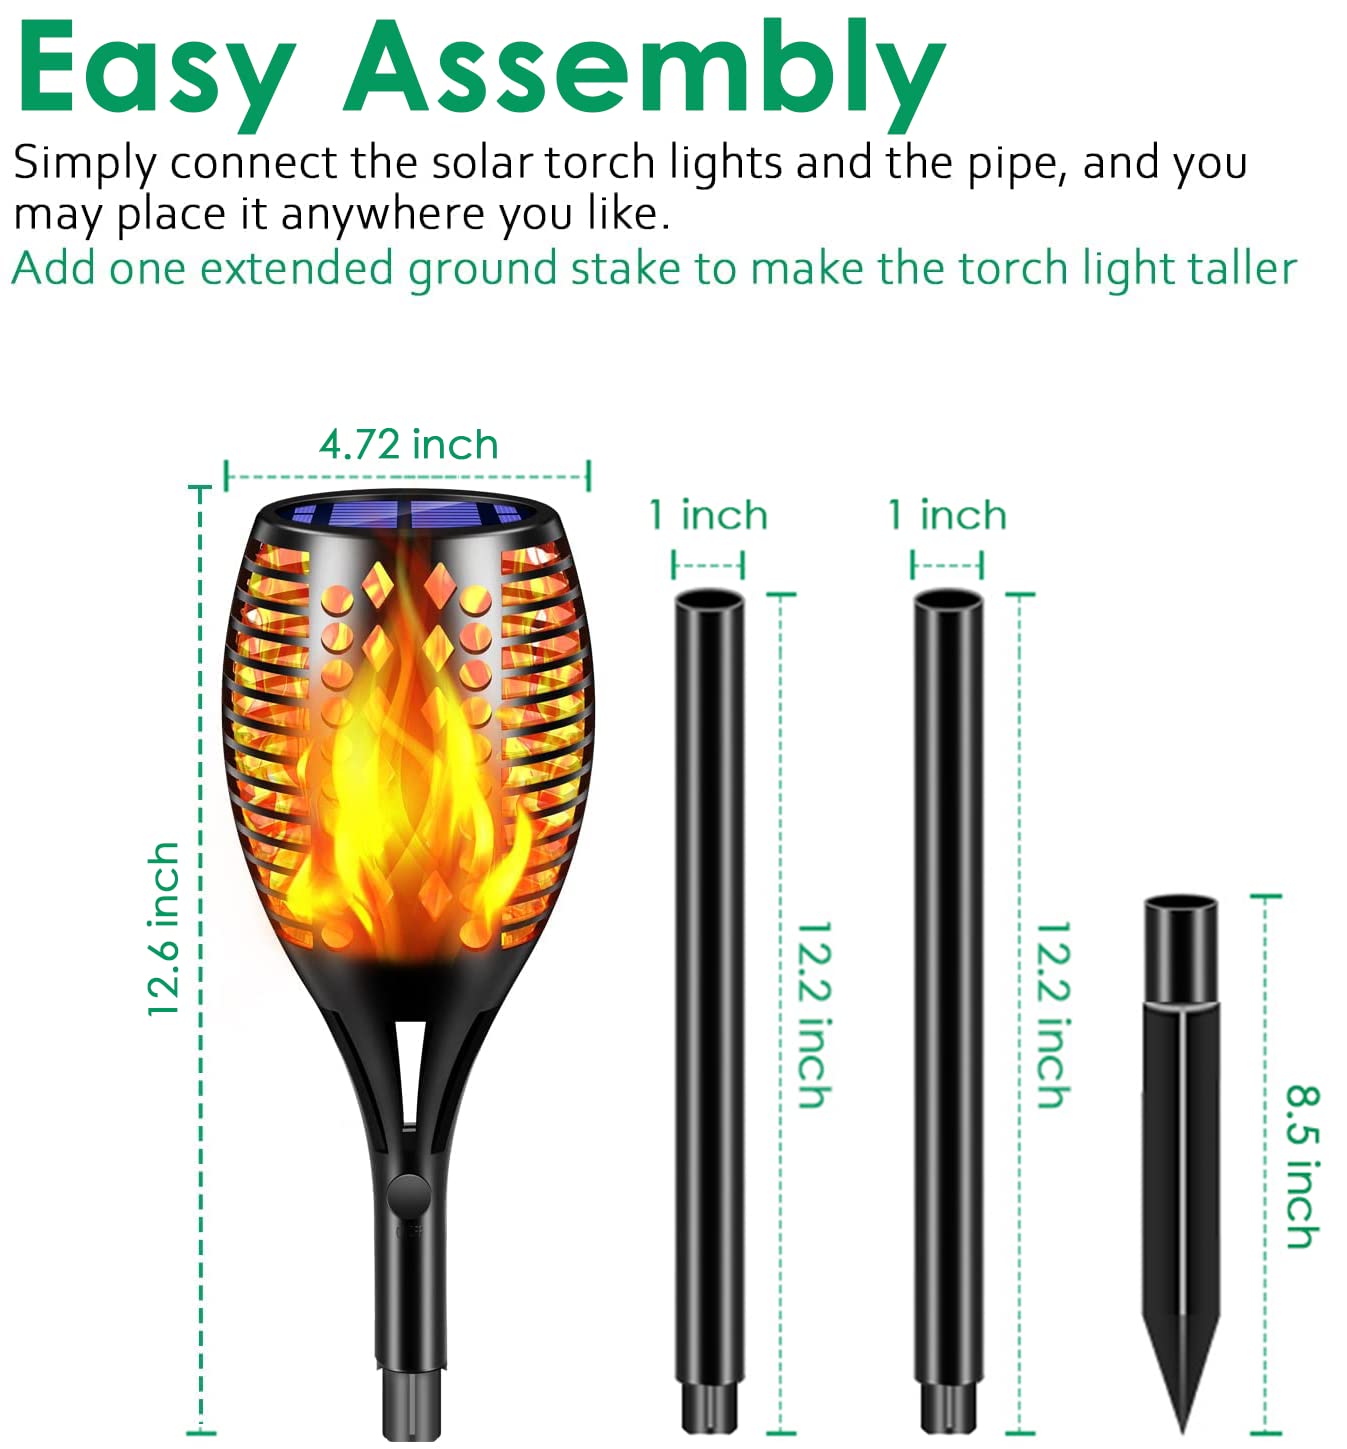 Easy Assembly
Simply connect the solar torch lights and the pipe, and you
may place it anywhere you like.
Add one extended ground stake to make the torch light taller
4.72 inch
1 inch
1 inch
12.6 inch
12.2 inch
12.2 inch
8.5 inch